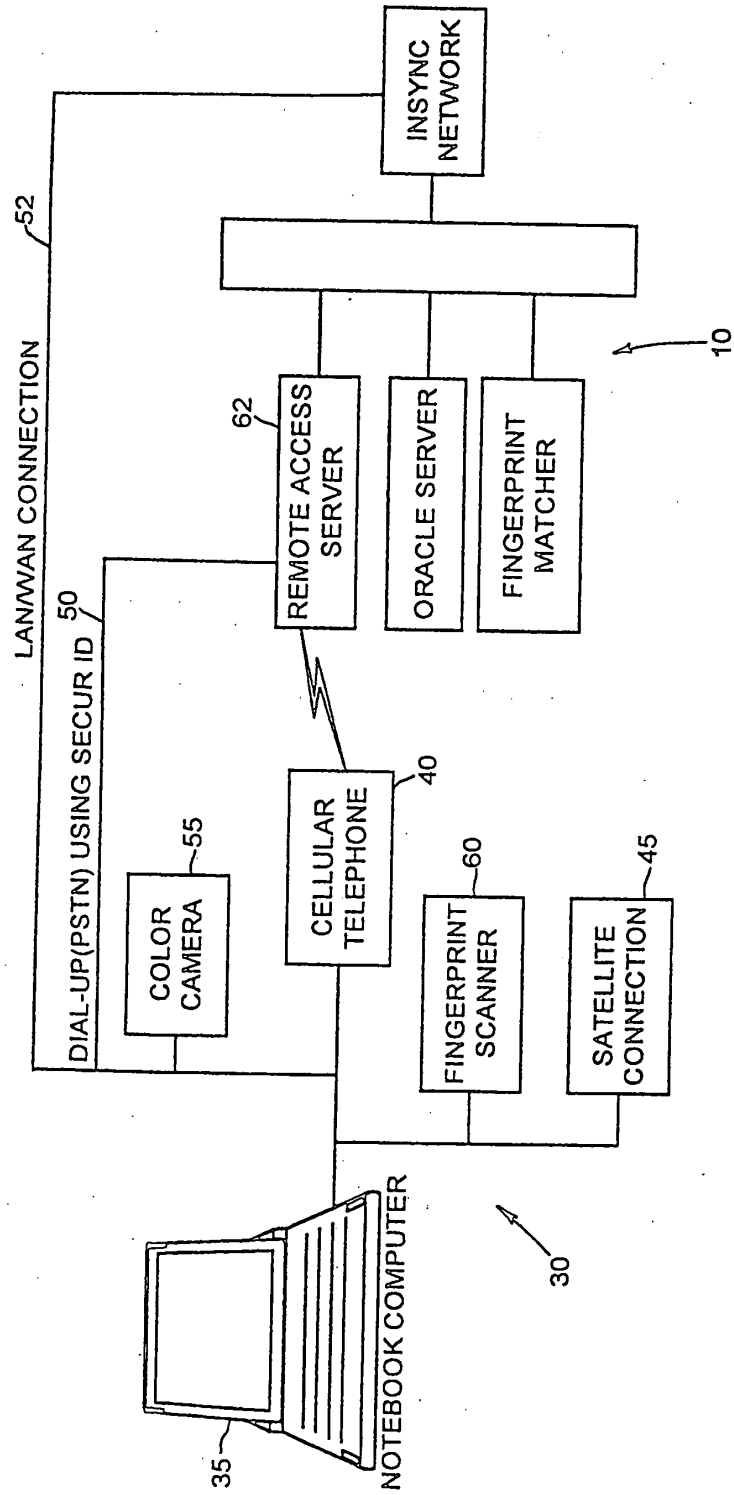 LAN/WAN CONNECTION
52
DIAL-UP(PSTN) USING SECUR ID
50
COLOR
CAMERA
55
CELLULAR
TELEPHONE
40
REMOTE ACCESS
SERVER
62
INSYNC
NETWORK
ORACLE SERVER
FINGERPRINT
MATCHER
10
FINGERPRINT
SCANNER
60
SATELLITE
CONNECTION
45
30
35
NOTEBOOK COMPUTER